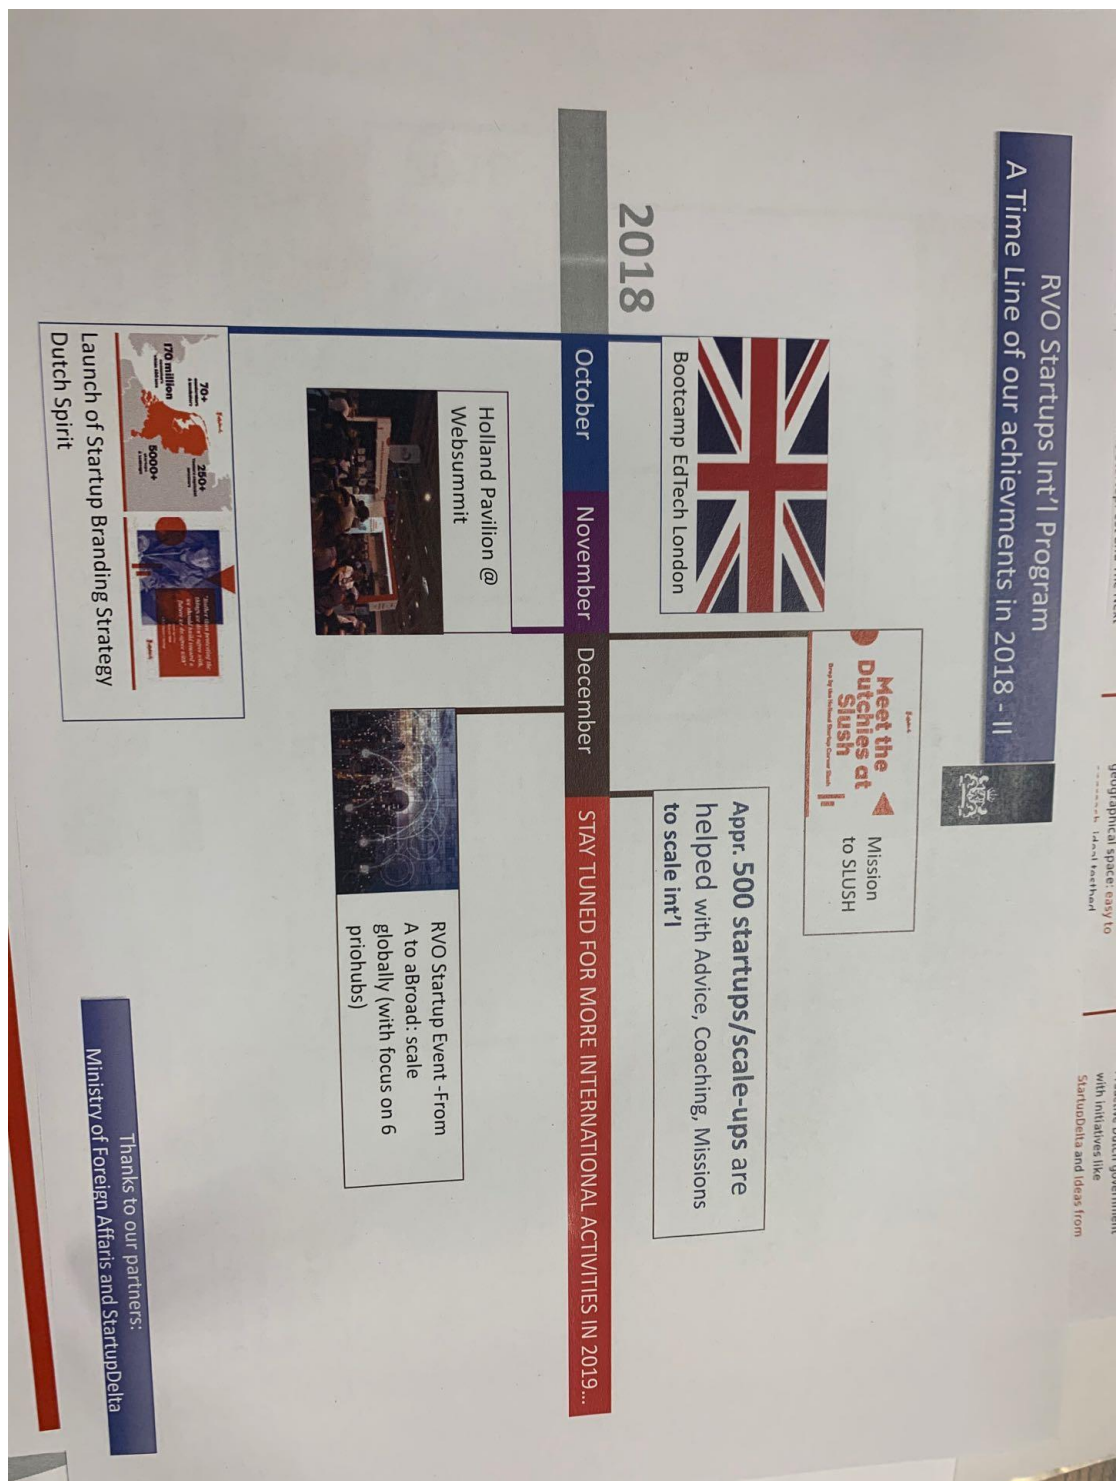 RVO Startups Int'l Program
A Time Line of our achievments in 2018 - II
geographical space: easy to
with initiatives like
StartupDelta and Ideas from
Meet the
Dutchies at
Slush
Mission
to SLUSH
Bootcamp EdTech London
Appr. 500 startups/scale-ups are
helped with Advice, Coaching, Missions
to scale int'l
2018
October
November
December
STAY TUNED FOR MORE INTERNATIONAL ACTIVITIES IN 2019...
Holland Pavilion @
Websummit
RVO Startup Event -From
A to aBroad: scale
globally (with focus on 6
priohubs)
70+
170 million
250+
5000+
Launch of Startup Branding Strategy
Dutch Spirit
Thanks to our partners:
Ministry of Foreign Affaris and StartupDelta